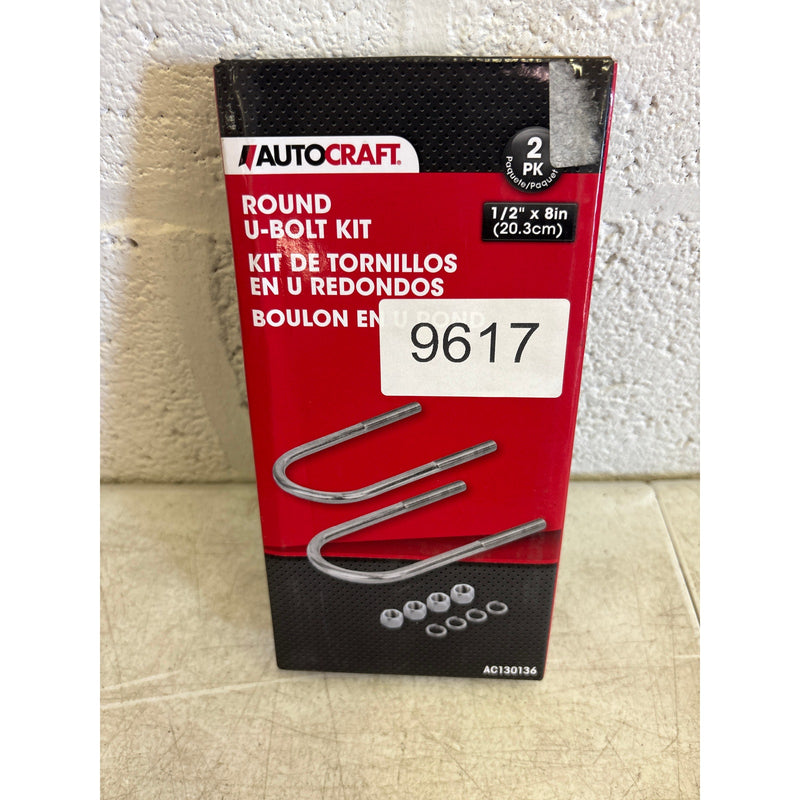 AUTOCRAFT®
2
PK
Paquete/Paquet
ROUND
U-BOLT KIT
1/2" x 8in
(20.3cm)
KIT DE TORNILLOS
EN U REDONDOS
BOULON EN U ROND
9617
AC130136